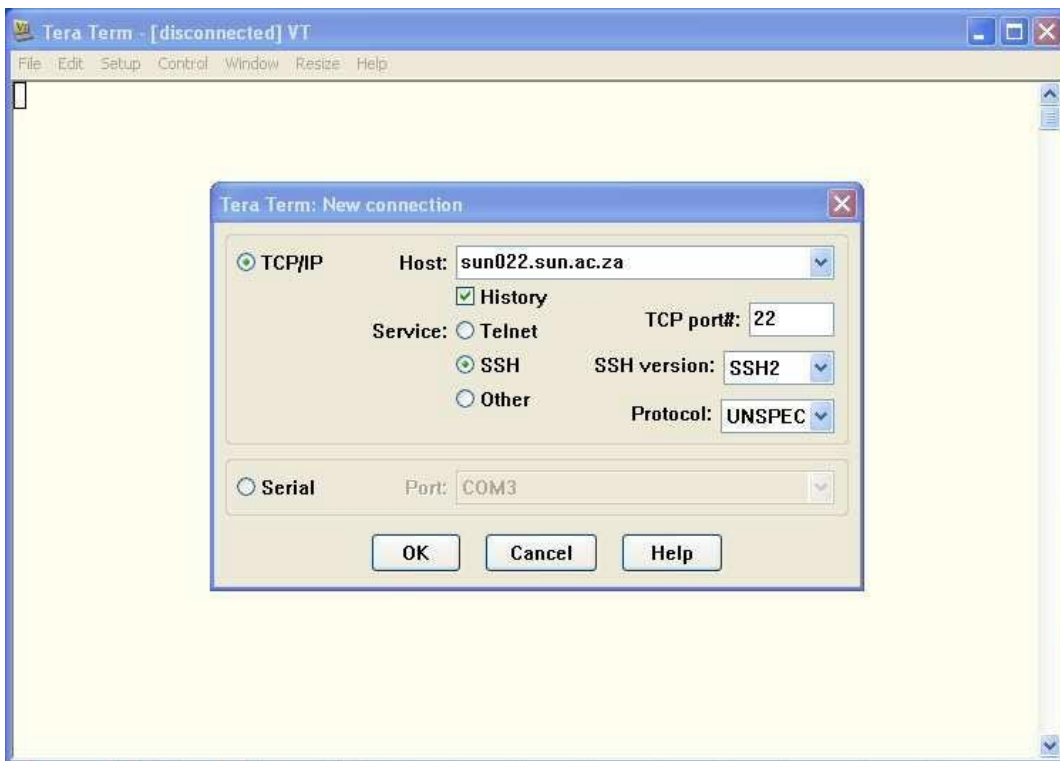 Tera Term - [disconnected] VT
File Edit Setup Control Window Resize Help
Tera Term: New connection
TCP/IP Host: sun022.sun.ac.za
History
Service: Telnet TCP port#: 22
SSH SSH version: SSH2
Other Protocol: UNSPEC
Serial Port: COM3
OK Cancel Help